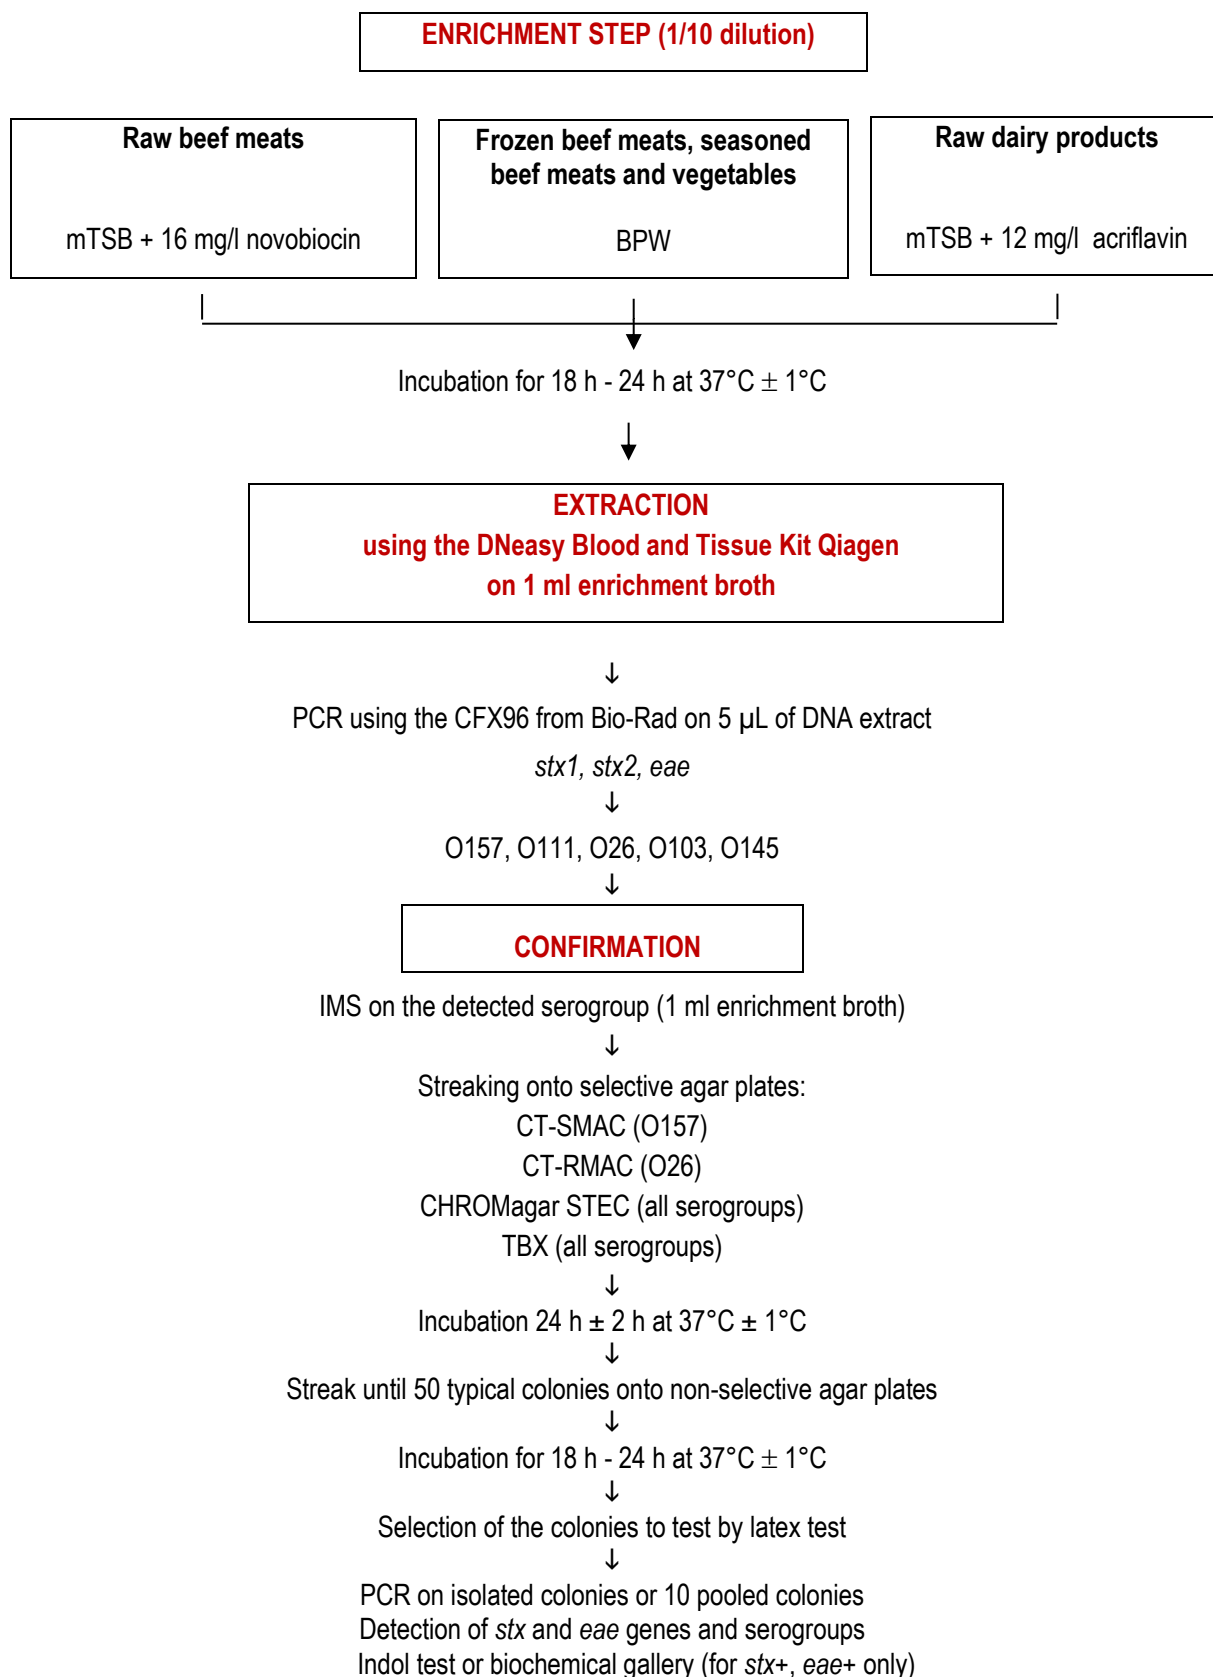 ENRICHMENT STEP (1/10 dilution)
Raw beef meats
mTSB + 16 mg/l novobiocin
Frozen beef meats, seasoned
beef meats and vegetables
BPW
Raw dairy products
mTSB + 12 mg/l acriflavin
Incubation for 18 h - 24 h at 37°C ± 1°C
EXTRACTION
using the DNeasy Blood and Tissue Kit Qiagen
on 1 ml enrichment broth
↓
PCR using the CFX96 from Bio-Rad on 5 µL of DNA extract
stx1, stx2, eae
↓
O157, O111, O26, O103, O145
↓
CONFIRMATION
IMS on the detected serogroup (1 ml enrichment broth)
↓
Streaking onto selective agar plates:
CT-SMAC (O157)
CT-RMAC (O26)
CHROMagar STEC (all serogroups)
TBX (all serogroups)
↓
Incubation 24 h ± 2 h at 37°C ± 1°C
↓
Streak until 50 typical colonies onto non-selective agar plates
↓
Incubation for 18 h - 24 h at 37°C ± 1°C
↓
Selection of the colonies to test by latex test
↓
PCR on isolated colonies or 10 pooled colonies
Detection of stx and eae genes and serogroups
Indol test or biochemical gallery (for stx+, eae+ only)